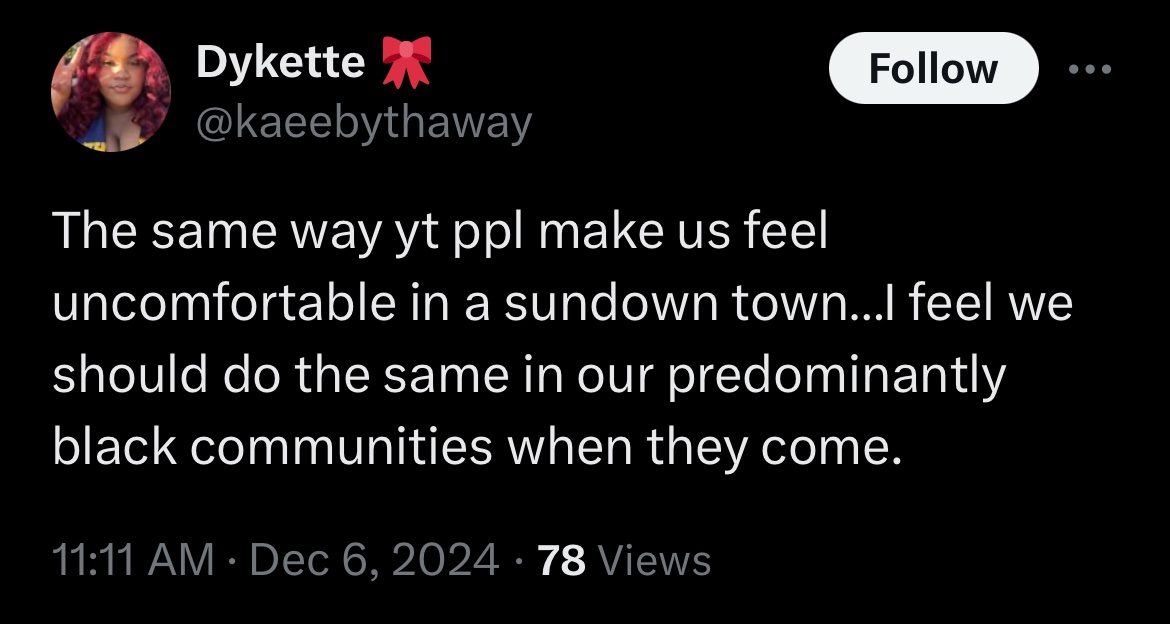 Dykette 🎀
Follow
@kaeebythaway
The same way yt ppl make us feel
uncomfortable in a sundown town...I feel we
should do the same in our predominantly
black communities when they come.
11:11 AM · Dec 6, 2024 · 78 Views